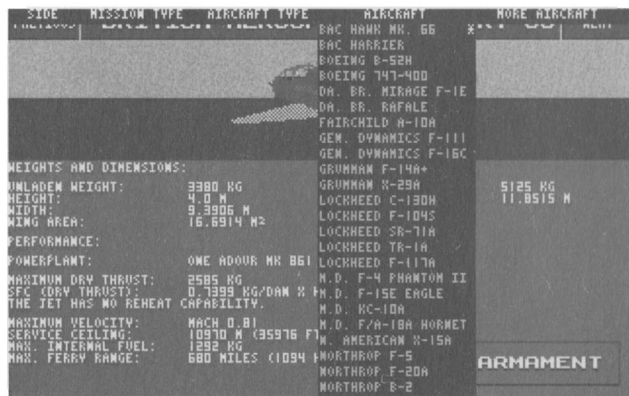 SIDE MISSION TYPE AIRCRAFT TYPE AIRCRAFT MORE AIRCRAFT
BAC HAWK MK. 66 *
BAC HARRIER
BOEING B-52H
BOEING 747-400
DA. BR. MIRAGE F-1E
DA. BR. RAFALE
FAIRCHILD A-10A
GEN. DYNAMICS F-111
GEN. DYNAMICS F-16C
GRUMMAN F-14A+
GRUMMAN X-29A
LOCKHEED C-130H
LOCKHEED F-104S
LOCKHEED SR-71A
LOCKHEED TR-1A
LOCKHEED F-117A
M.D. F-4 PHANTOM II
M.D. F-15E EAGLE
M.D. KC-10A
M.D. F/A-18A HORNET
N. AMERICAN X-15A
NORTHROP F-5
NORTHROP F-20A
NORTHROP B-2
WEIGHTS AND DIMENSIONS:
UNLADEN WEIGHT: 3380 KG 5125 KG
HEIGHT: 4.0 M 11.8515 M
WIDTH: 9.3906 M
WING AREA: 16.6914 M²
PERFORMANCE:
POWERPLANT: ONE ADOUR MK 861
MAXIMUM DRY THRUST: 2585 KG
SFC (DRY THRUST): 0.7399 KG/DAN X
THE JET HAS NO REHEAT CAPABILITY.
MAXIMUM VELOCITY: MACH 0.81
SERVICE CEILING: 10970 M (35976 FT
MAX. INTERNAL FUEL: 1292 KG
MAX. FERRY RANGE: 680 MILES (1094
ARMAMENT